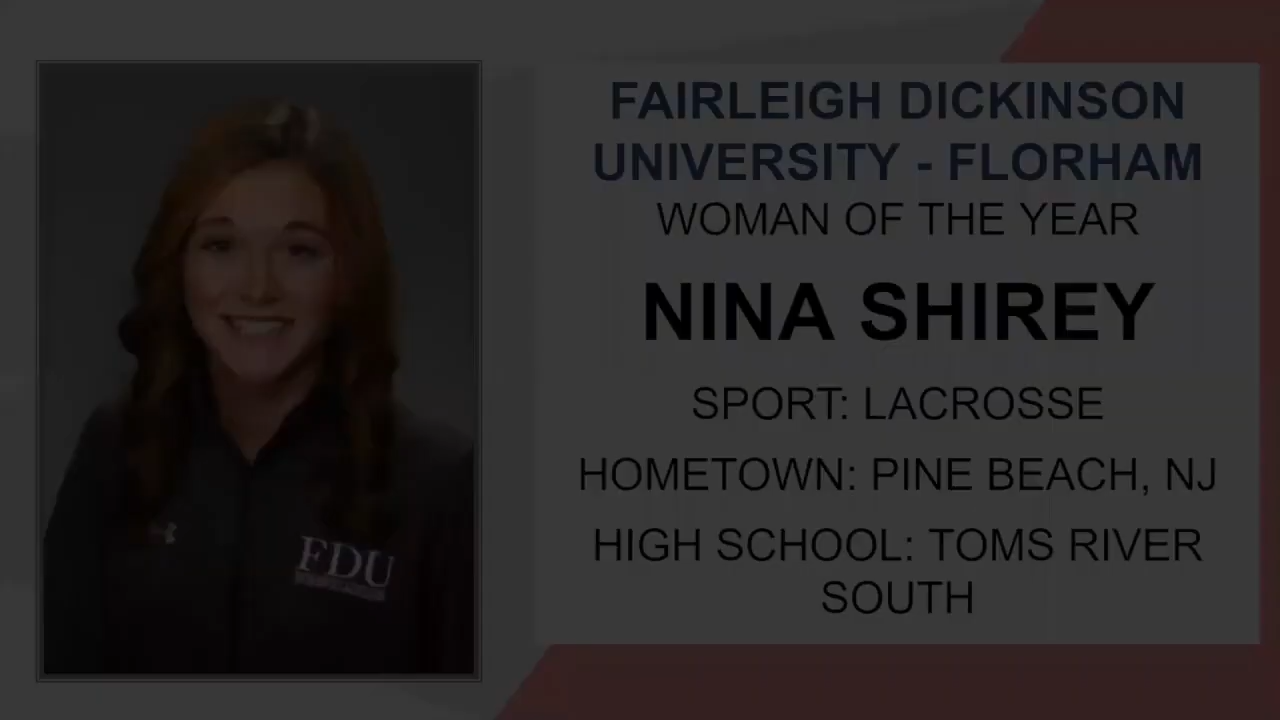 FAIRLEIGH DICKINSON
UNIVERSITY - FLORHAM
WOMAN OF THE YEAR
NINA SHIREY
SPORT: LACROSSE
HOMETOWN: PINE BEACH, NJ
HIGH SCHOOL: TOMS RIVER
SOUTH
FDU